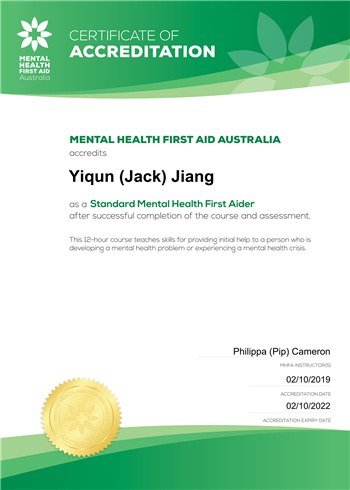 CERTIFICATE OF
ACCREDITATION
MENTAL
HEALTH
FIRST AID
Australia
MENTAL HEALTH FIRST AID AUSTRALIA
accredits
Yiqun (Jack) Jiang
as a Standard Mental Health First Aider
after successful completion of the course and assessment.
This 12-hour course teaches skills for providing initial help to a person who is
developing a mental health problem or experiencing a mental health crisis.
Philippa (Pip) Cameron
MHFA INSTRUCTOR(S)
02/10/2019
ACCREDITATION DATE
02/10/2022
ACCREDITATION EXPIRY DATE